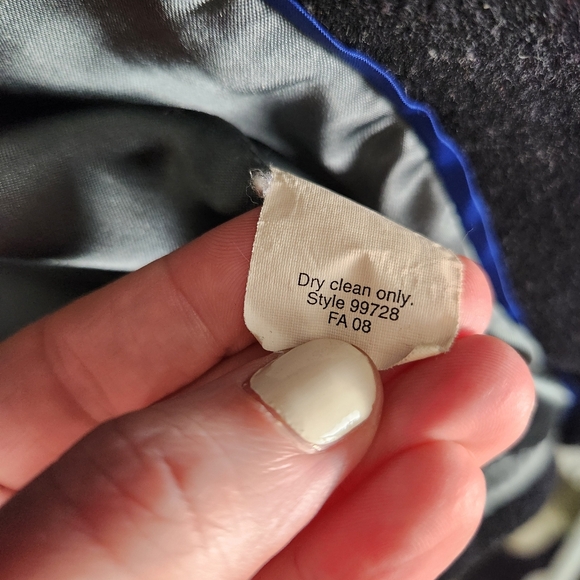 Dry clean only.
Style 99728
FA 08